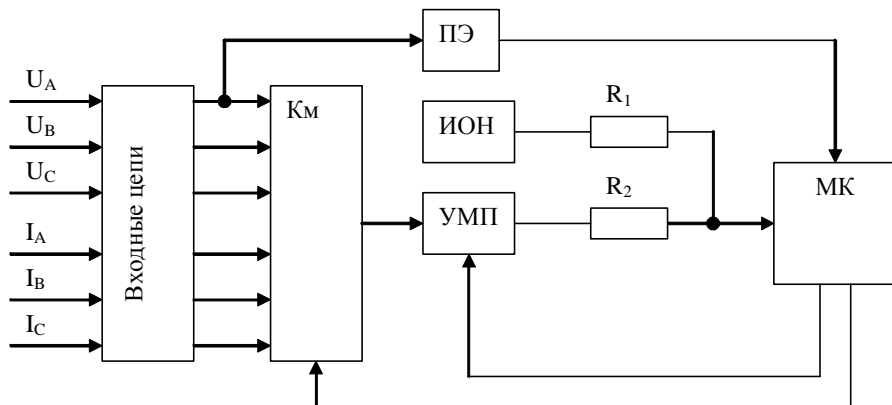 ПЭ
U_A
U_B
U_C
I_A
I_B
I_C
Входные цепи
Км
ИОН
R_1
УМП
R_2
МК